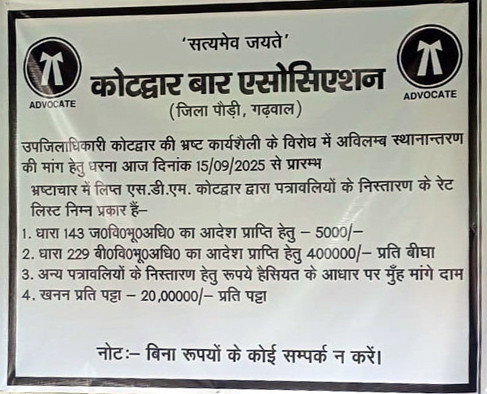 'सत्यमेव जयते'
कोटद्वार बार एसोसिएशन
(जिला पौड़ी, गढ़वाल)
ADVOCATE
ADVOCATE
उपजिलाधिकारी कोटद्वार की भ्रष्ट कार्यशैली के विरोध में अविलम्ब स्थानान्तरण
की मांग हेतु धरना आज दिनांक 15/09/2025 से प्रारम्भ
भ्रष्टाचार में लिप्त एस.डी.एम. कोटद्वार द्वारा पत्रावलियों के निस्तारण के रेट
लिस्ट निम्न प्रकार हैं–
1. धारा 143 ज०वि०भू०अधि० का आदेश प्राप्ति हेतु – 5000/–
2. धारा 229 बी०वि०भू०अधि० का आदेश प्राप्ति हेतु 400000/– प्रति बीघा
3. अन्य पत्रावलियों के निस्तारण हेतु रूपये हैसियत के आधार पर मुँह मांगे दाम
4. खनन प्रति पट्टा – 20,00000/– प्रति पट्टा
नोट:– बिना रूपयों के कोई सम्पर्क न करें।